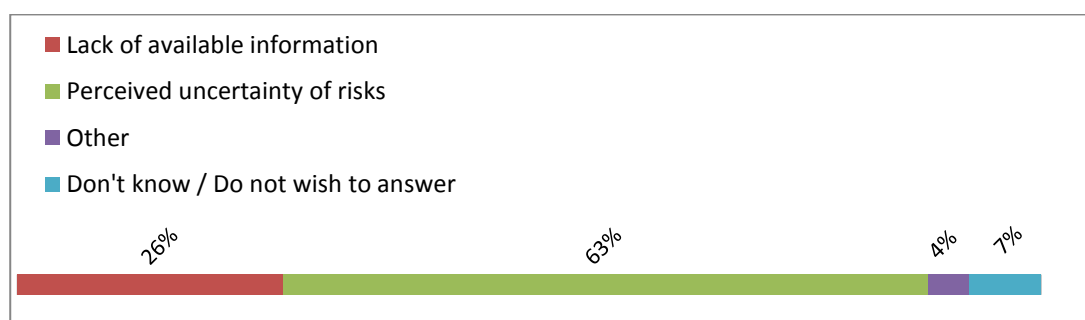 Lack of available information
Perceived uncertainty of risks
Other
Don't know / Do not wish to answer
26% 63% 4% 7%